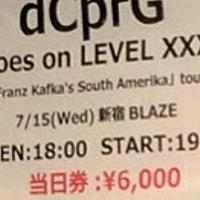 dCprG
oes on LEVEL XXX
Franz Kafka's South Amerika」tou
7/15(Wed) 新宿 BLAZE
EN:18:00 START:19
当日券:¥6,000